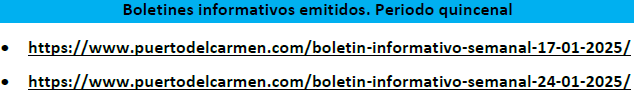 Boletines informativos emitidos. Periodo quincenal
• https://www.puertodelcarmen.com/boletin-informativo-semanal-17-01-2025/
• https://www.puertodelcarmen.com/boletin-informativo-semanal-24-01-2025/